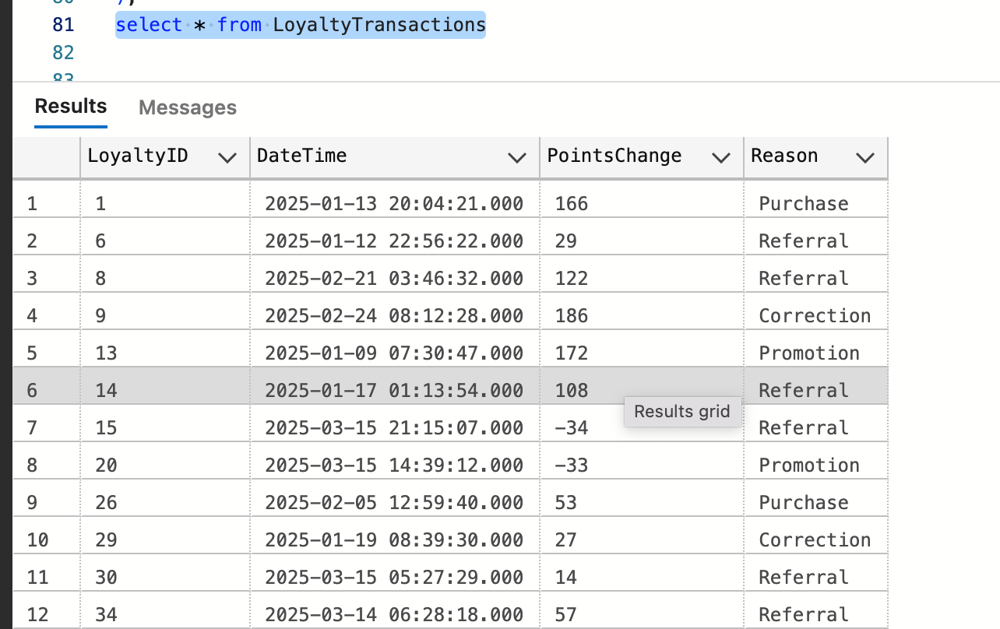 81 select * from LoyaltyTransactions
82
83
Results Messages
LoyaltyID DateTime PointsChange Reason
1 1 2025-01-13 20:04:21.000 166 Purchase
2 6 2025-01-12 22:56:22.000 29 Referral
3 8 2025-02-21 03:46:32.000 122 Referral
4 9 2025-02-24 08:12:28.000 186 Correction
5 13 2025-01-09 07:30:47.000 172 Promotion
6 14 2025-01-17 01:13:54.000 108 Referral
Results grid
7 15 2025-03-15 21:15:07.000 -34 Referral
8 20 2025-03-15 14:39:12.000 -33 Promotion
9 26 2025-02-05 12:59:40.000 53 Purchase
10 29 2025-01-19 08:39:30.000 27 Correction
11 30 2025-03-15 05:27:29.000 14 Referral
12 34 2025-03-14 06:28:18.000 57 Referral